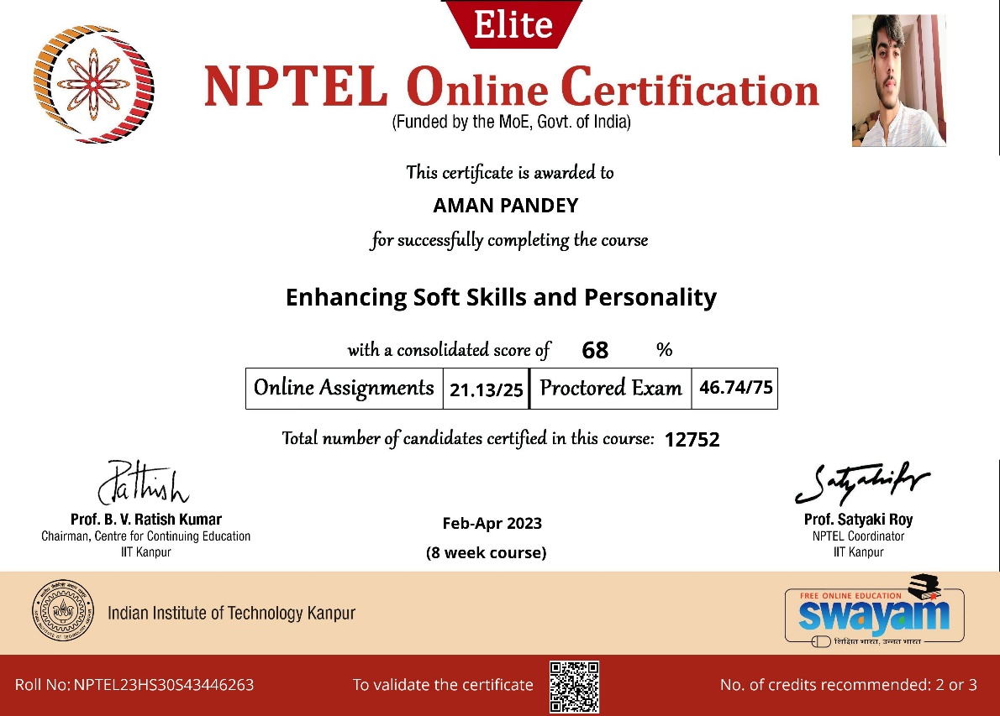 Elite
NPTEL Online Certification
(Funded by the MoE, Govt. of India)
This certificate is awarded to
AMAN PANDEY
for successfully completing the course
Enhancing Soft Skills and Personality
with a consolidated score of 68 %
Online Assignments 21.13/25 Proctored Exam 46.74/75
Total number of candidates certified in this course: 12752
Prof. B. V. Ratish Kumar
Chairman, Centre for Continuing Education
IIT Kanpur
Feb-Apr 2023
(8 week course)
Prof. Satyaki Roy
NPTEL Coordinator
IIT Kanpur
Indian Institute of Technology Kanpur
FREE ONLINE EDUCATION
swayam
शिक्षित भारत, उन्नत भारत
Roll No: NPTEL23HS30S43446263
To validate the certificate
No. of credits recommended: 2 or 3